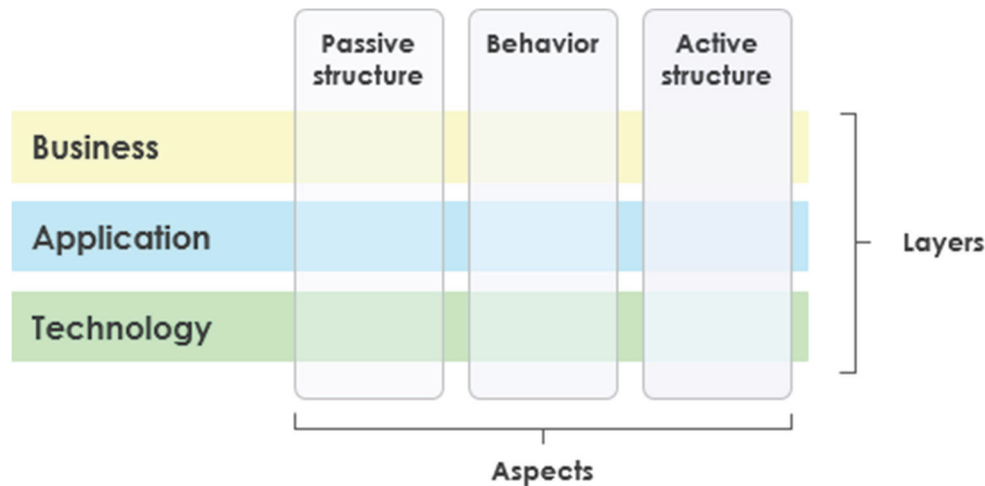 Passive
structure
Behavior
Active
structure
Business
Application
Technology
Layers
Aspects